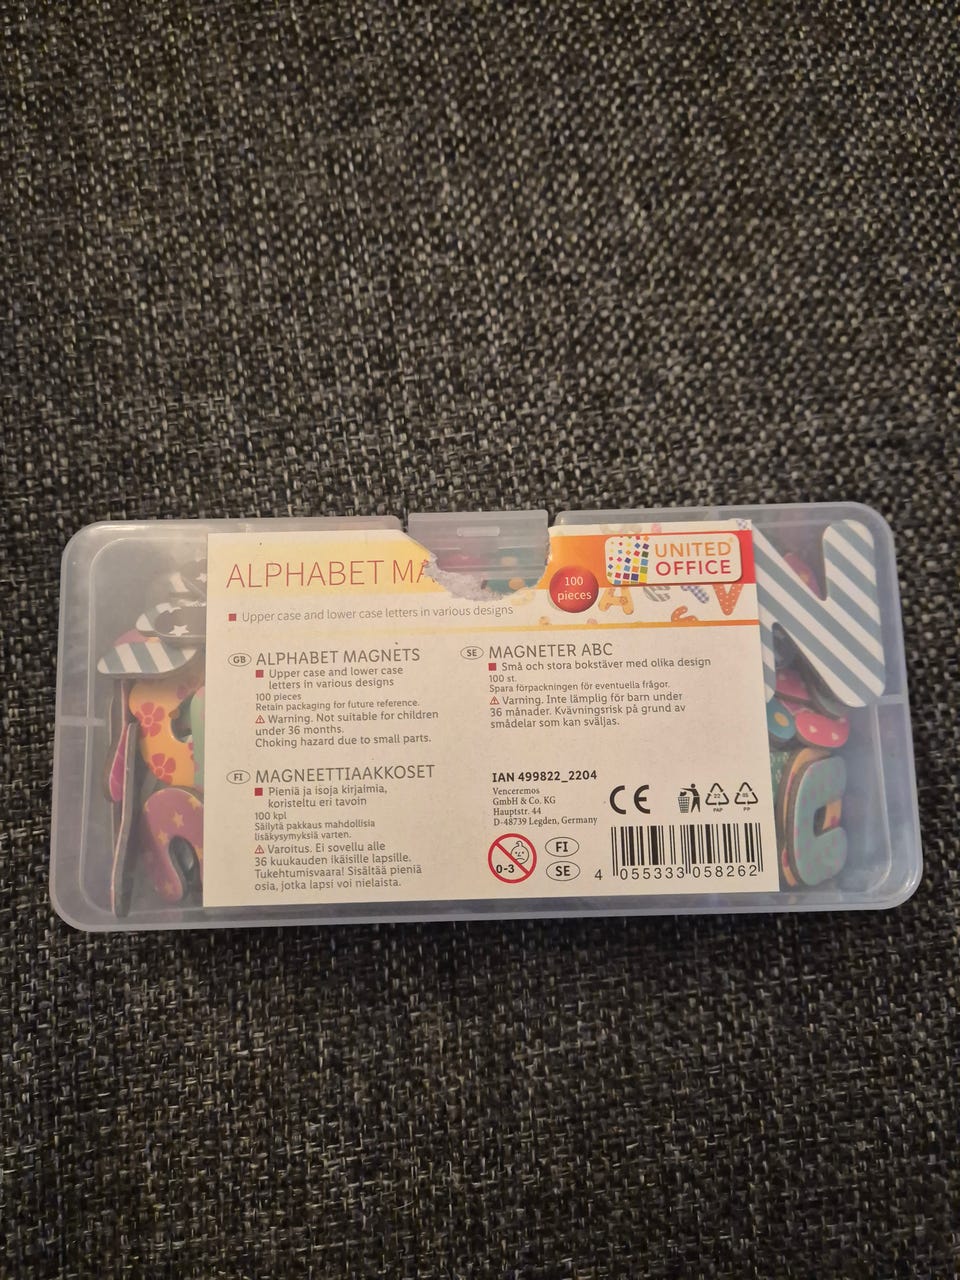 ALPHABET MA
UNITED
OFFICE
100
pieces
Upper case and lower case letters in various designs
GB ALPHABET MAGNETS
Upper case and lower case
letters in various designs
100 pieces
Retain packaging for future reference.
Warning. Not suitable for children
under 36 months.
Choking hazard due to small parts.
FI MAGNEETTIAAKKOSET
Pieniä ja isoja kirjaimia,
koristeltu eri tavoin
100 kpl
Säilytä pakkaus mahdollisia
lisäkysymyksiä varten.
Varoitus. Ei sovellu alle
36 kuukauden ikäisille lapsille.
Tukehtumisvaara! Sisältää pieniä
osia, jotka lapsi voi nielaista.
SE MAGNETER ABC
Små och stora bokstäver med olika design
100 st.
Spara förpackningen för eventuella frågor.
Varning. Inte lämplig för barn under
36 månader. Kvävningsrisk på grund av
smådelar som kan sväljas.
IAN 499822_2204
Venceremos
GmbH & Co. KG
Hauptstr. 44
D-48739 Legden, Germany
CE
22
PAP
05
PP
0-3
FI
SE
4 055333 058262